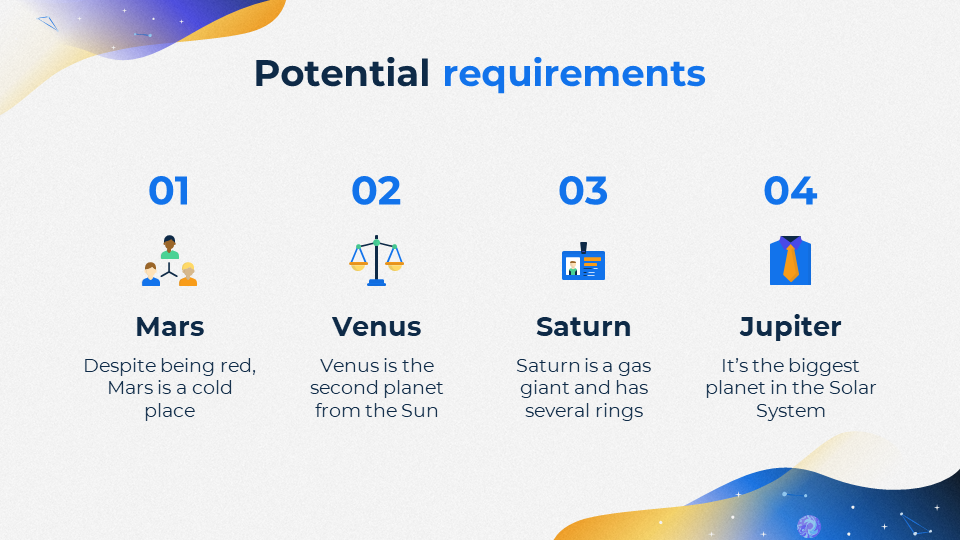 Potential requirements
01
02
03
04
Mars
Venus
Saturn
Jupiter
Despite being red,
Mars is a cold
place
Venus is the
second planet
from the Sun
Saturn is a gas
giant and has
several rings
It’s the biggest
planet in the Solar
System